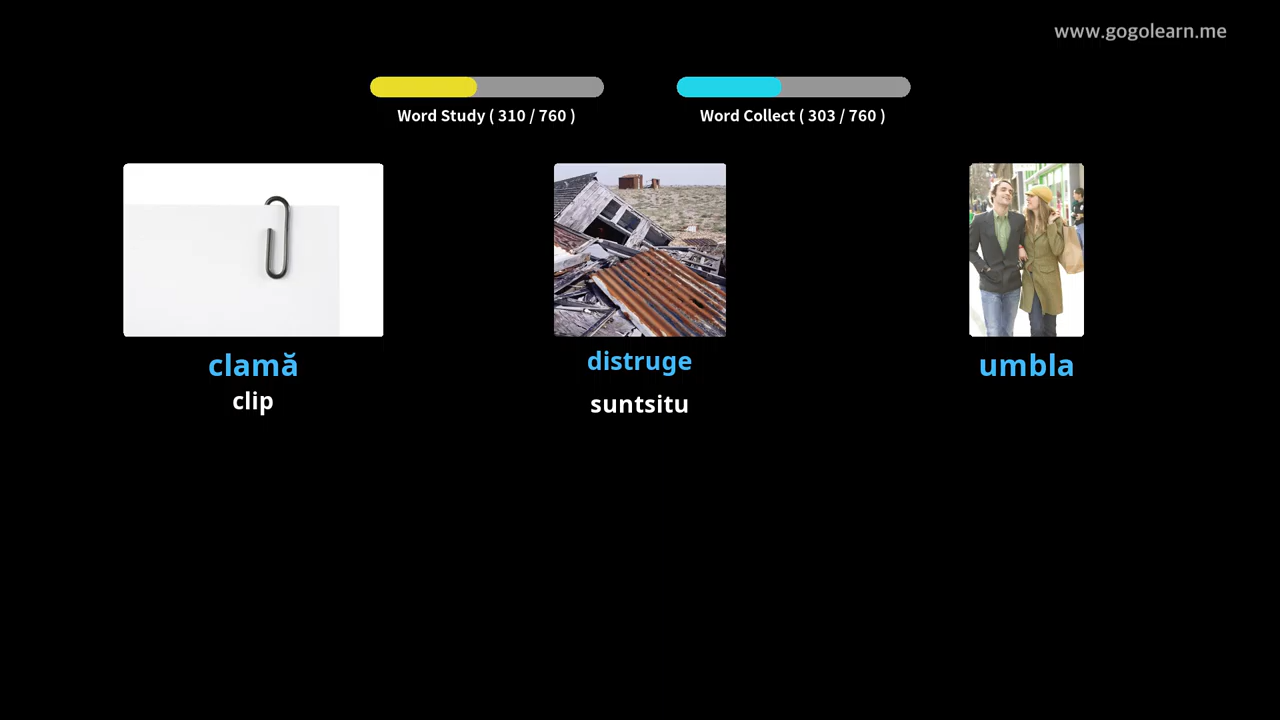 www.gogolearn.me
Word Study ( 310 / 760 )
Word Collect ( 303 / 760 )
clamă
clip
distruge
suntsitu
umbla